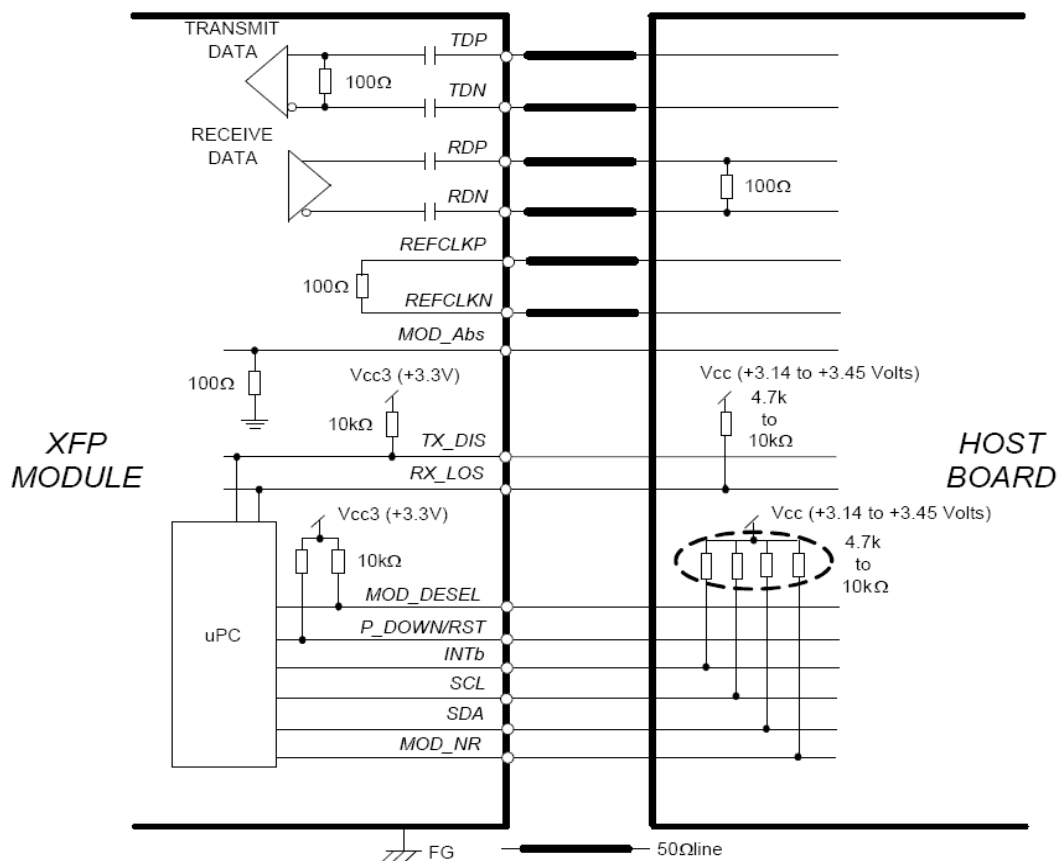 TRANSMIT
DATA
TDP
100Ω
TDN
RECEIVE
DATA
RDP
100Ω
RDN
REFCLKP
100Ω
REFCLKN
MOD_Abs
100Ω
Vcc3 (+3.3V)
Vcc (+3.14 to +3.45 Volts)
10kΩ
4.7k
to
10kΩ
TX_DIS
XFP
MODULE
HOST
BOARD
RX_LOS
Vcc3 (+3.3V)
Vcc (+3.14 to +3.45 Volts)
10kΩ
4.7k
to
10kΩ
MOD_DESEL
uPC
P_DOWN/RST
INTb
SCL
SDA
MOD_NR
FG
50Ωline